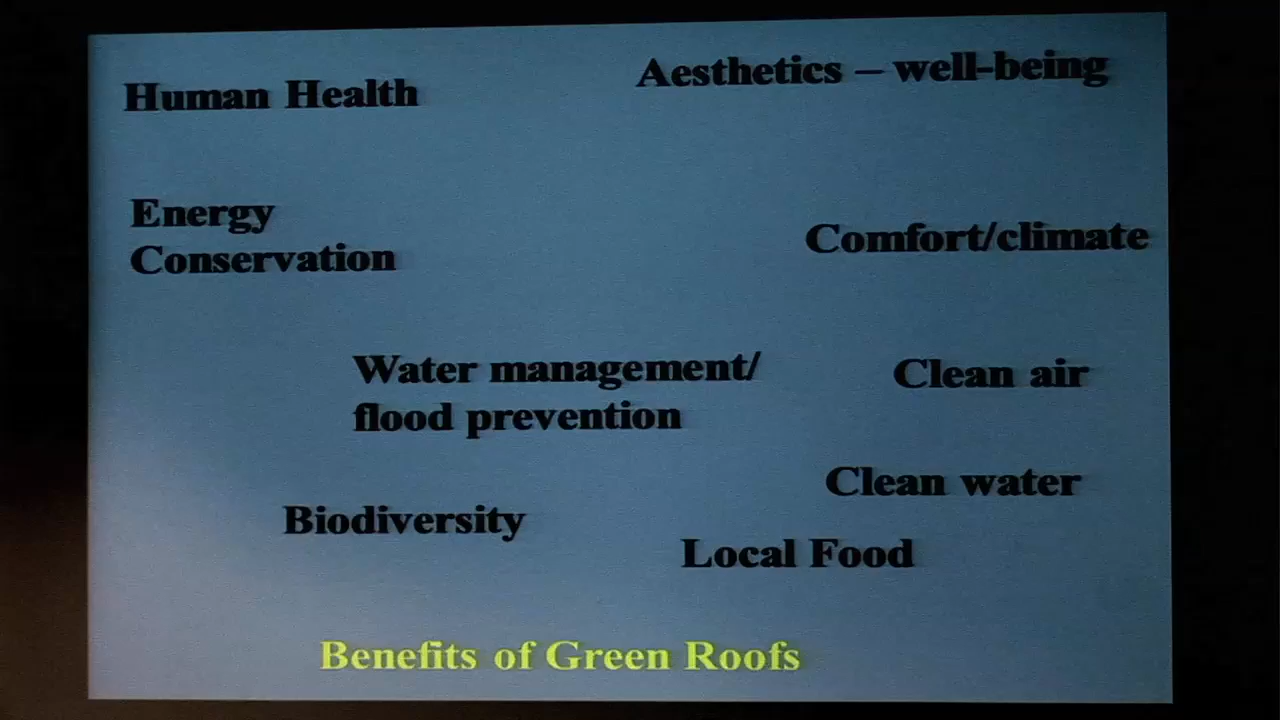 Human Health
Aesthetics – well-being
Energy
Conservation
Comfort/climate
Water management/
flood prevention
Clean air
Clean water
Biodiversity
Local Food
Benefits of Green Roofs